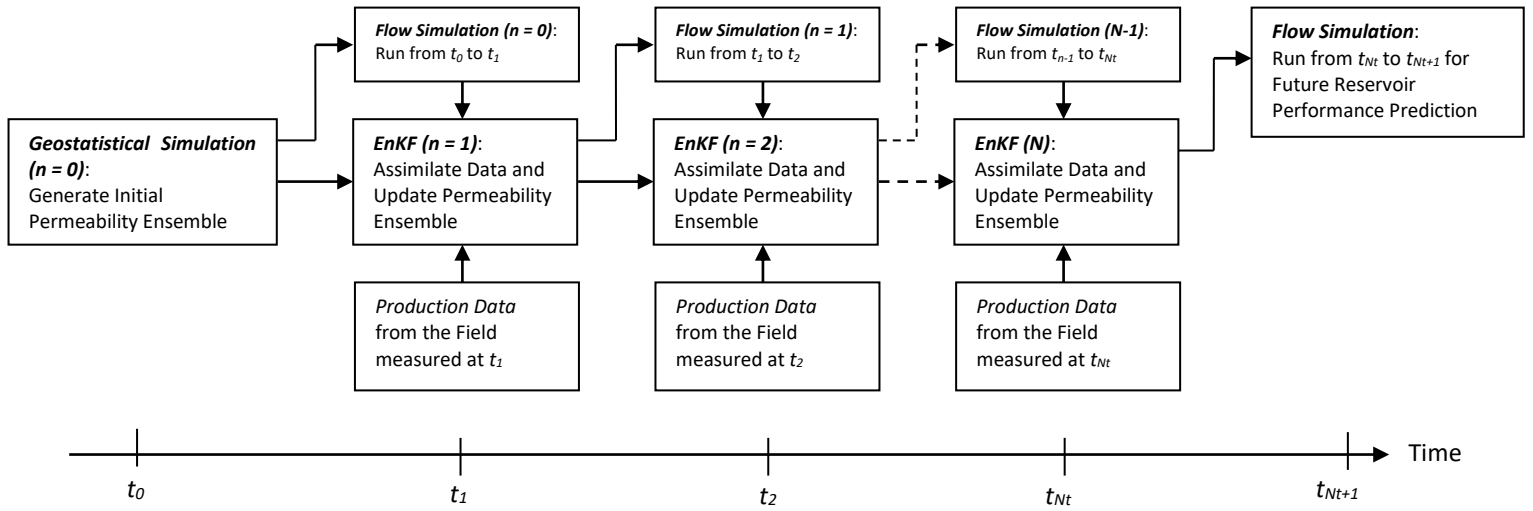 Flow Simulation (n = 0):
Run from t0 to t1
Flow Simulation (n = 1):
Run from t1 to t2
Flow Simulation (N-1):
Run from tn-1 to tNt
Flow Simulation:
Run from tNt to tNt+1 for
Future Reservoir
Performance Prediction
Geostatistical Simulation
(n = 0):
Generate Initial
Permeability Ensemble
EnKF (n = 1):
Assimilate Data and
Update Permeability
Ensemble
EnKF (n = 2):
Assimilate Data and
Update Permeability
Ensemble
EnKF (N):
Assimilate Data and
Update Permeability
Ensemble
Production Data
from the Field
measured at t1
Production Data
from the Field
measured at t2
Production Data
from the Field
measured at tNt
Time
t0
t1
t2
tNt
tNt+1